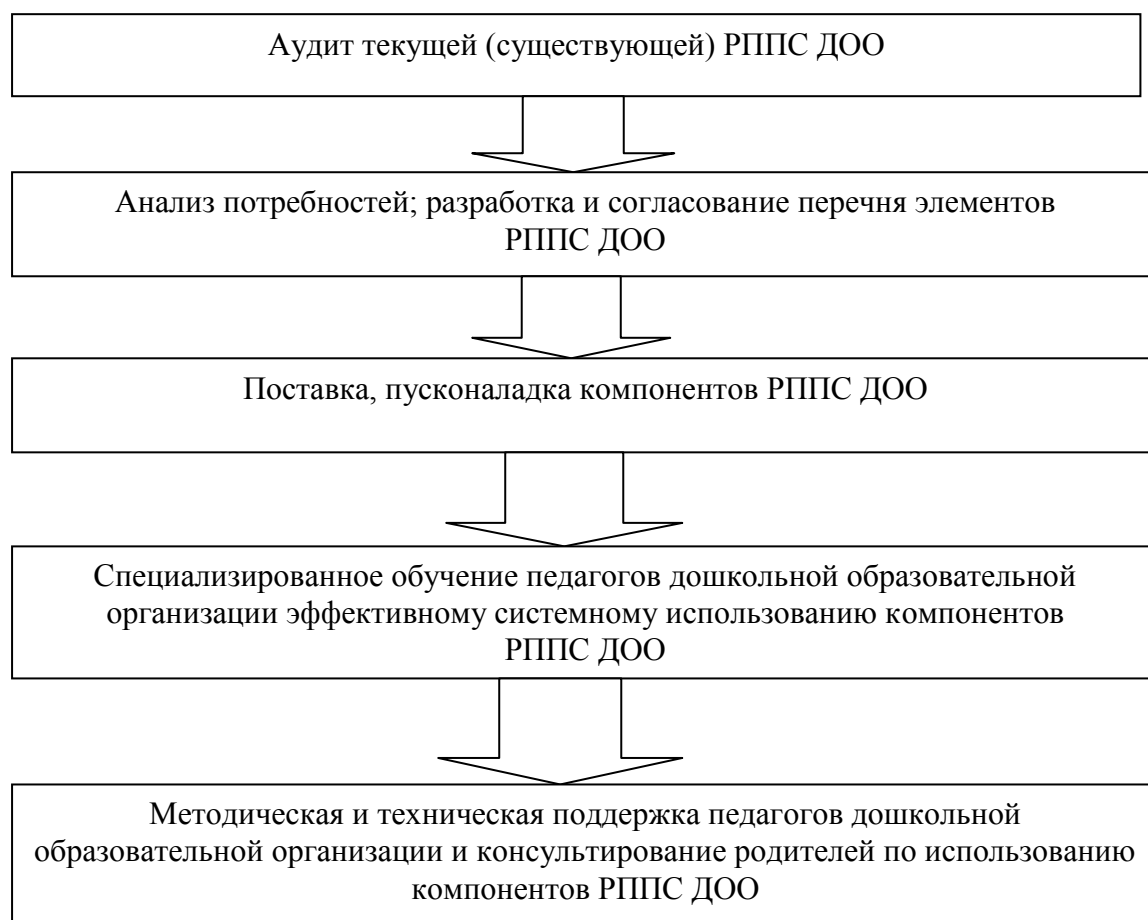 Аудит текущей (существующей) РППС ДОО
Анализ потребностей; разработка и согласование перечня элементов
РППС ДОО
Поставка, пусконаладка компонентов РППС ДОО
Специализированное обучение педагогов дошкольной образовательной
организации эффективному системному использованию компонентов
РППС ДОО
Методическая и техническая поддержка педагогов дошкольной
образовательной организации и консультирование родителей по использованию
компонентов РППС ДОО